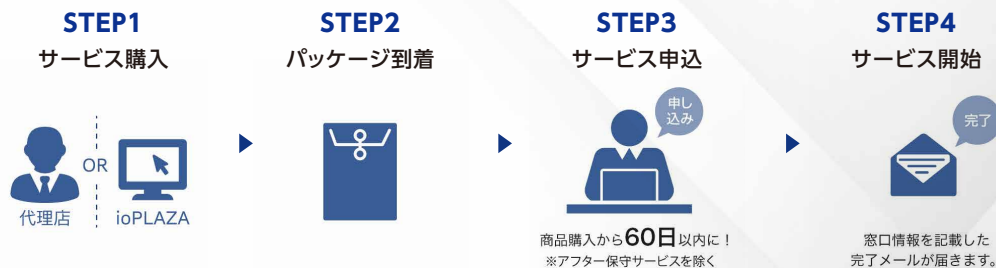 STEP1
サービス購入
代理店
OR
ioPLAZA
STEP2
パッケージ到着
STEP3
サービス申込
申し
込み
商品購入から60日以内に！
※アフター保守サービスを除く
STEP4
サービス開始
完了
窓口情報を記載した
完了メールが届きます。